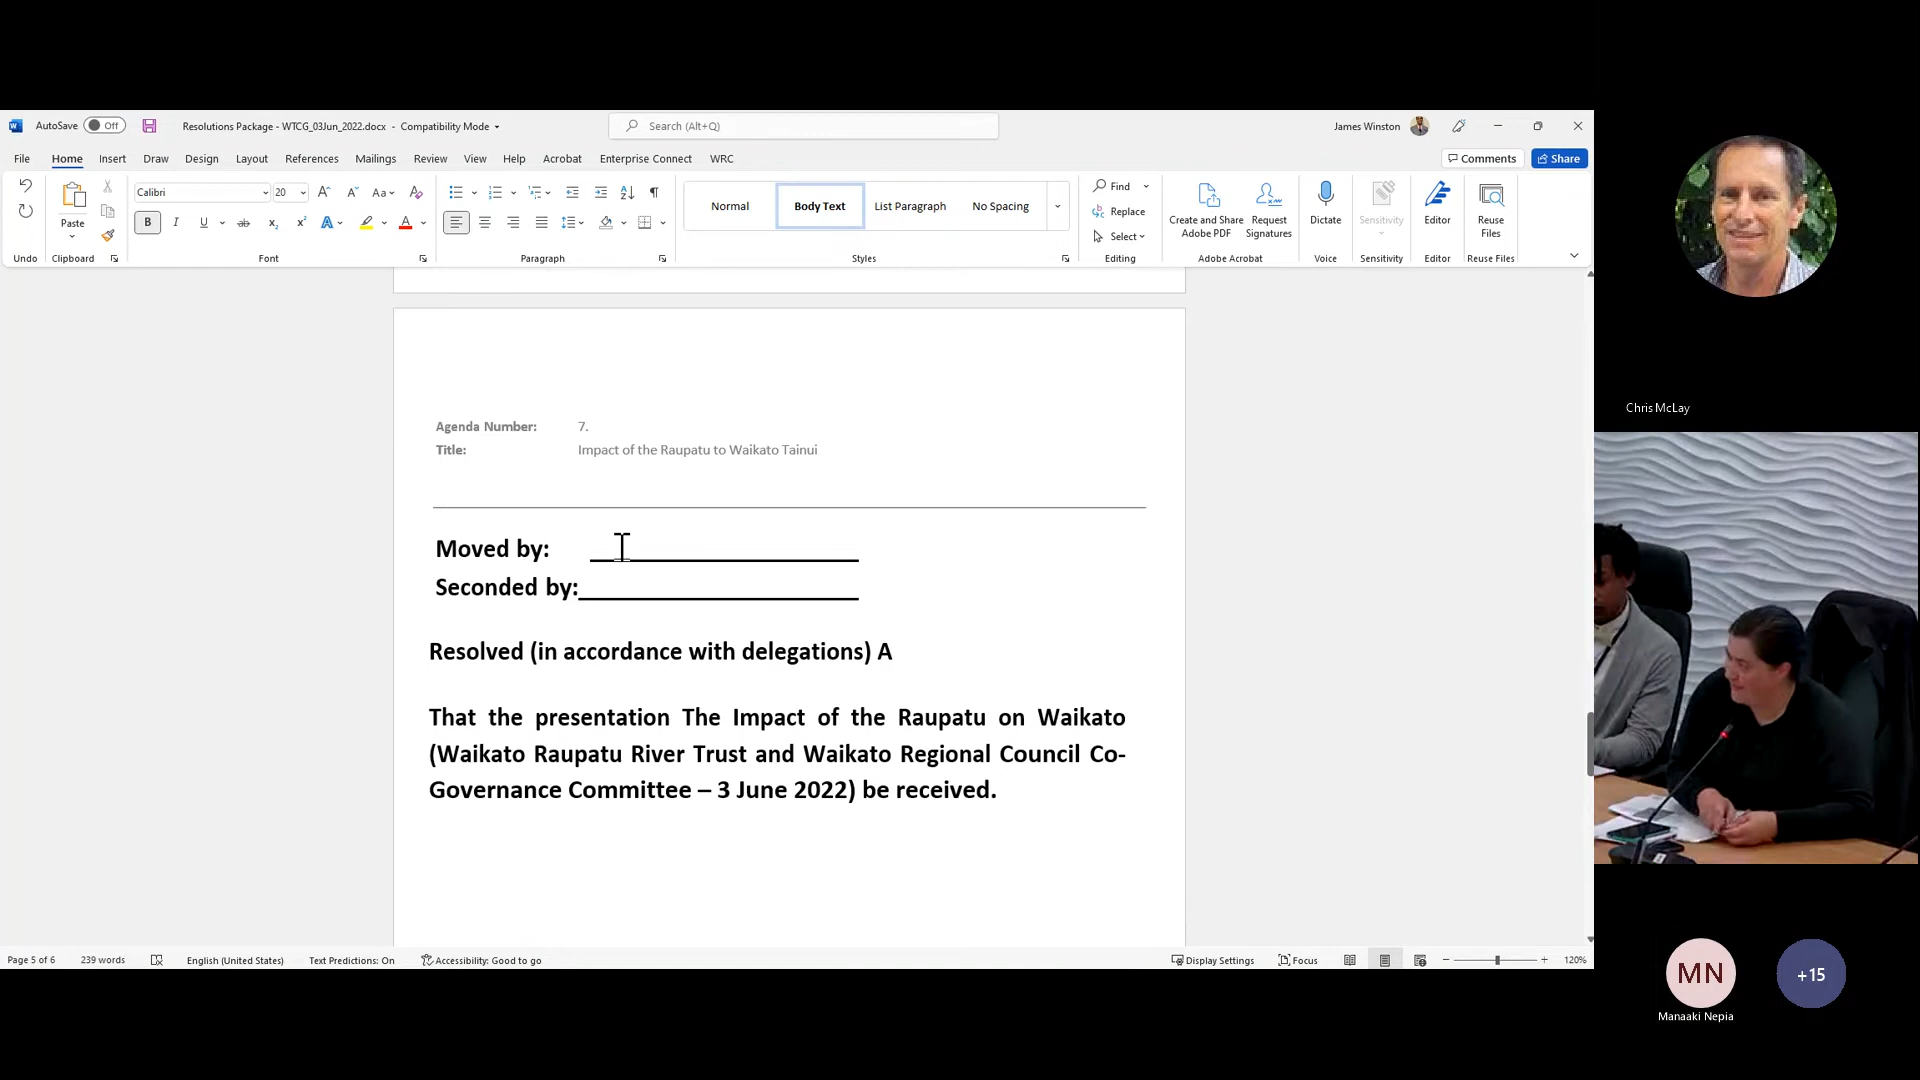 AutoSave Off Resolutions Package - WTCG_03Jun_2022.docx - Compatibility Mode Search (Alt+Q) James Winston
File Home Insert Draw Design Layout References Mailings Review View Help Acrobat Enterprise Connect WRC Comments Share
Paste
Calibri 20
Normal
Body Text
List Paragraph
No Spacing
Find
Replace
Select
Create and Share Adobe PDF
Request Signatures
Dictate
Sensitivity
Editor
Reuse Files
Undo Clipboard Font Paragraph Styles Editing Adobe Acrobat Voice Sensitivity Editor Reuse Files
Agenda Number: 7.
Title: Impact of the Raupatu to Waikato Tainui
Moved by:
Seconded by:
Resolved (in accordance with delegations) A
That the presentation The Impact of the Raupatu on Waikato
(Waikato Raupatu River Trust and Waikato Regional Council Co-
Governance Committee – 3 June 2022) be received.
Page 5 of 6 239 words English (United States) Text Predictions: On Accessibility: Good to go Display Settings Focus 120%
Chris McLay
MN
Manaaki Nepia
+15